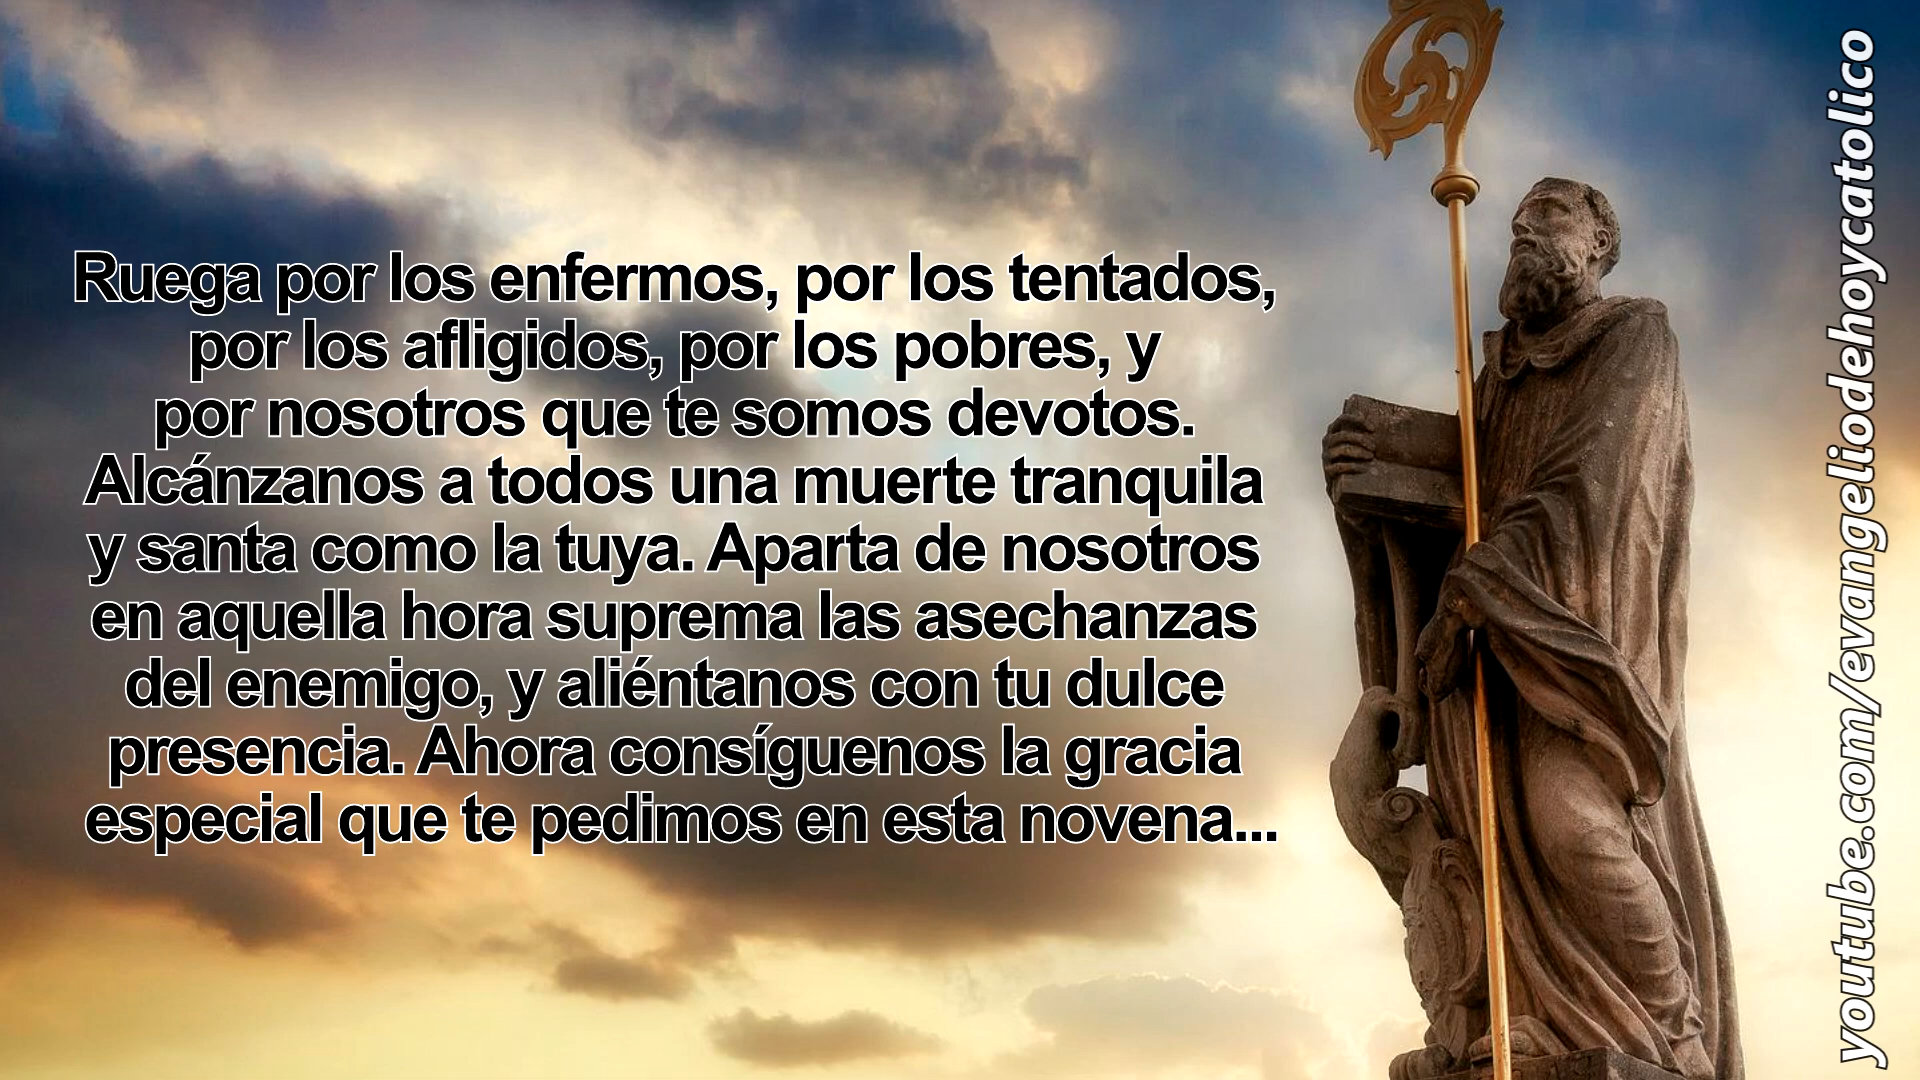 Ruega por los enfermos, por los tentados,
por los afligidos, por los pobres, y
por nosotros que te somos devotos.
Alcánzanos a todos una muerte tranquila
y santa como la tuya. Aparta de nosotros
en aquella hora suprema las asechanzas
del enemigo, y aliéntanos con tu dulce
presencia. Ahora consíguenos la gracia
especial que te pedimos en esta novena...
youtube.com/evangeliodehoycatolico